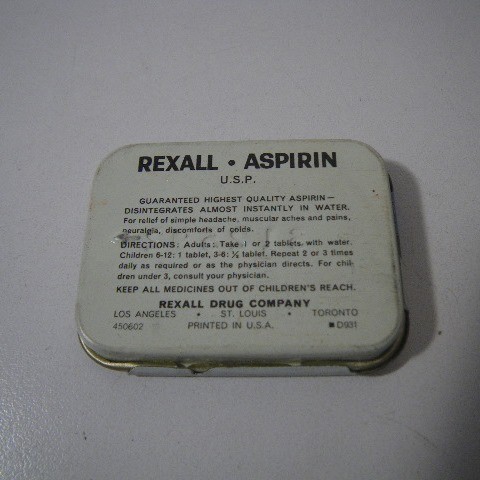 REXALL • ASPIRIN
U.S.P.
GUARANTEED HIGHEST QUALITY ASPIRIN—
DISINTEGRATES ALMOST INSTANTLY IN WATER.
For relief of simple headache, muscular aches and pains,
neuralgia, discomforts of colds.
DIRECTIONS: Adults: Take 1 or 2 tablets with water.
Children 6-12: 1 tablet, 3-6: ½ tablet. Repeat 2 or 3 times
daily as required or as the physician directs. For chil-
dren under 3, consult your physician.
KEEP ALL MEDICINES OUT OF CHILDREN'S REACH.
REXALL DRUG COMPANY
LOS ANGELES • ST. LOUIS • TORONTO
450602 PRINTED IN U.S.A. ■ D931